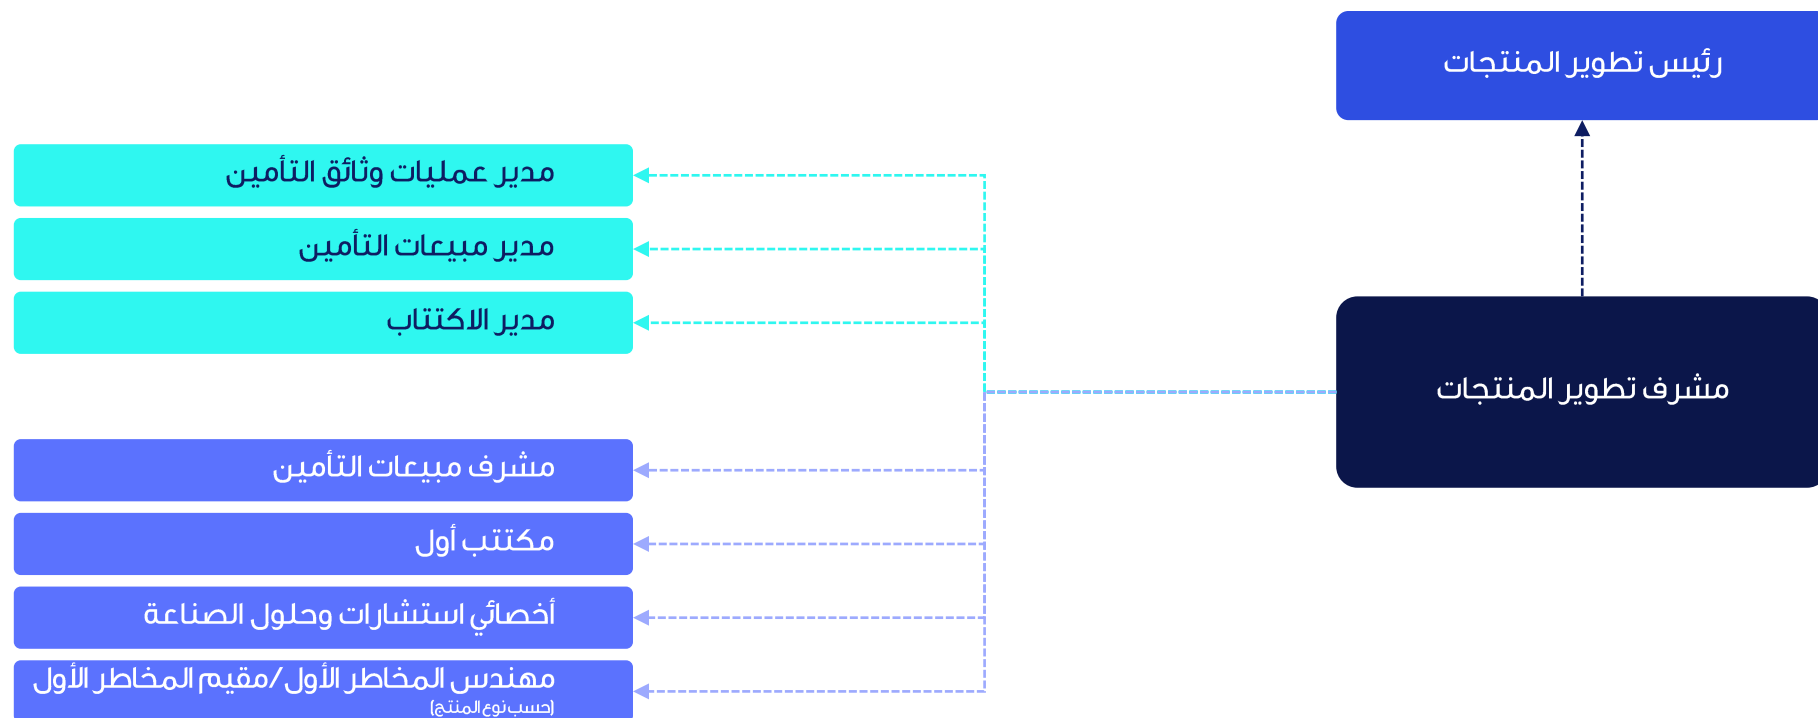 رئيس تطوير المنتجات
مشرف تطوير المنتجات
مدير عمليات وثائق التأمين
مدير مبيعات التأمين
مدير الاكتتاب
مشرف مبيعات التأمين
مكتتب أول
أخصائي استشارات وحلول الصناعة
مهندس المخاطر الأول/مقيم المخاطر الأول
(حسب نوع المنتج)